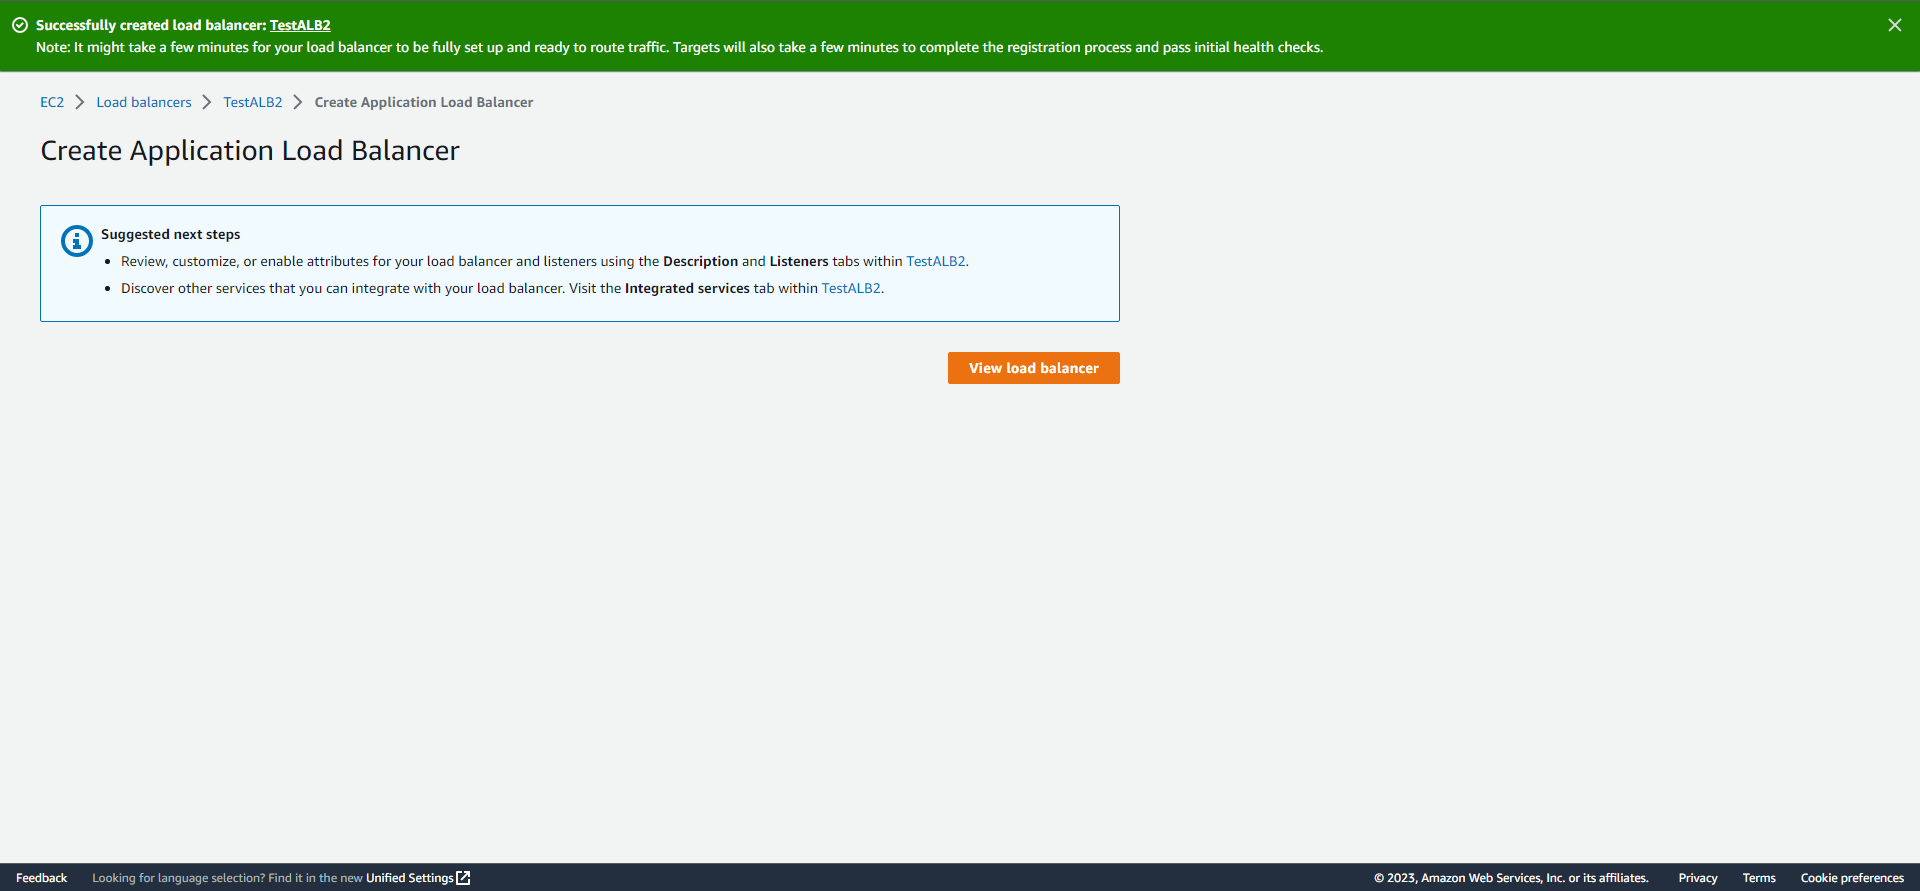 Successfully created load balancer: TestALB2
Note: It might take a few minutes for your load balancer to be fully set up and ready to route traffic. Targets will also take a few minutes to complete the registration process and pass initial health checks.
EC2 > Load balancers > TestALB2 > Create Application Load Balancer
Create Application Load Balancer
Suggested next steps
• Review, customize, or enable attributes for your load balancer and listeners using the Description and Listeners tabs within TestALB2.
• Discover other services that you can integrate with your load balancer. Visit the Integrated services tab within TestALB2.
View load balancer
Feedback Looking for language selection? Find it in the new Unified Settings © 2023, Amazon Web Services, Inc. or its affiliates. Privacy Terms Cookie preferences